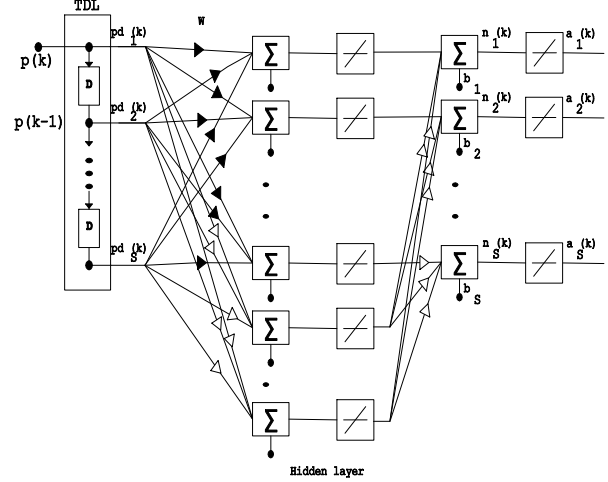 TDL
W
pd 1 (k)
p(k)
D
p(k-1)
pd 2 (k)
D
pd S (k)
Σ
Σ
Σ
Σ
Σ
Σ
n 1 (k)
a 1 (k)
b 1
Σ
n 2 (k)
a 2 (k)
b 2
Σ
n S (k)
a S (k)
b S
Hidden layer